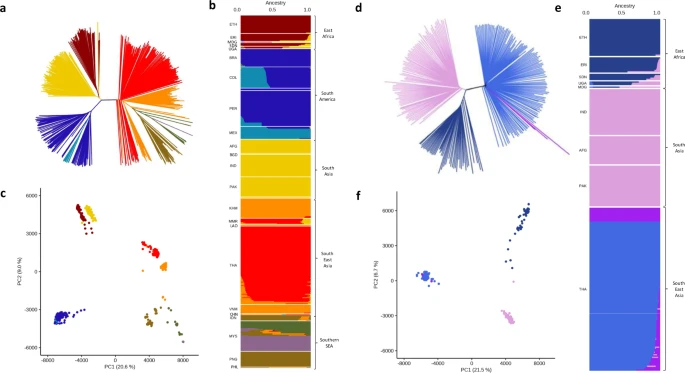 a
b
Ancestry
0.0 0.5 1.0
ETH
ERI
MDG
SDN
UGA
BRA
COL
PER
MEX
AFG
BGD
IND
PAK
KHM
MMR
LAO
THA
VNM
CHN
IDN
MYS
PNG
PHL
East
Africa
South
America
South
Asia
South
East
Asia
Southern
SEA
c
PC2 (9.0 %)
6000
3000
0
-3000
-6000
-8000 -4000 0 4000 8000
PC1 (20.6 %)
d
e
Ancestry
0.0 0.5 1.0
ETH
ERI
SDN
UGA
MDG
IND
AFG
PAK
THA
East
Africa
South
Asia
South
East
Asia
f
PC2 (6.7 %)
6000
3000
0
-3000
-6000
-8000 -4000 0 4000 8000
PC1 (21.5 %)